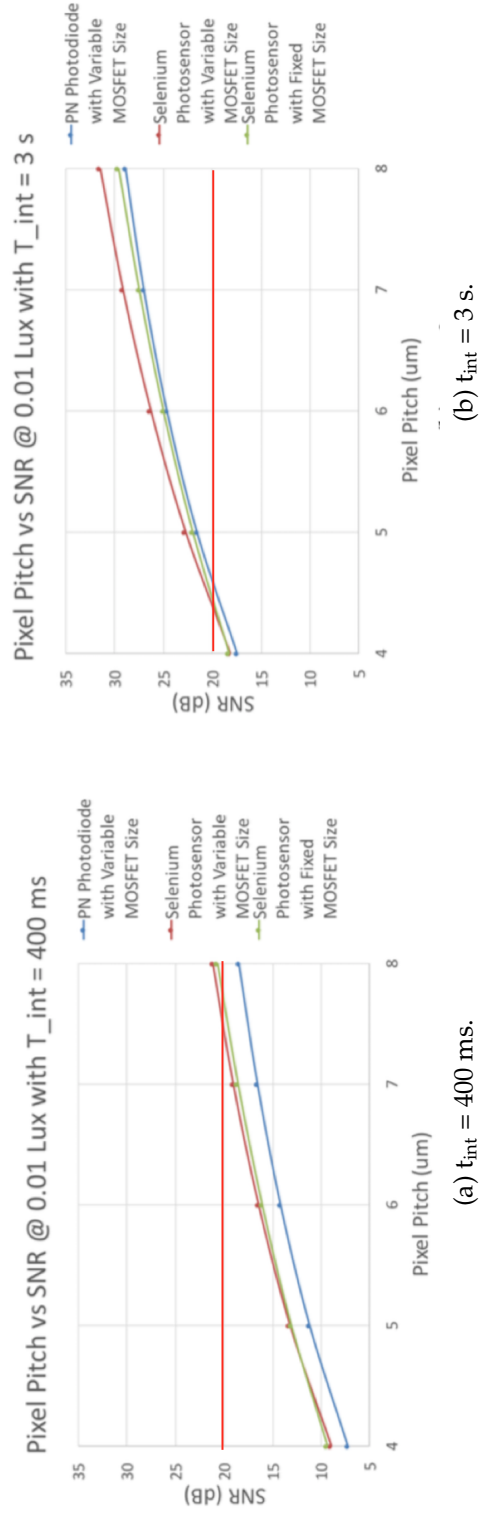 Pixel Pitch vs SNR @ 0.01 Lux with T_int = 400 ms
35
30
25
20
15
10
5
SNR (dB)
4
5
6
7
8
Pixel Pitch (um)
PN Photodiode
with Variable
MOSFET Size
Selenium
Photosensor
with Variable
MOSFET Size
Selenium
Photosensor
with Fixed
MOSFET Size
(a) t_int = 400 ms.
Pixel Pitch vs SNR @ 0.01 Lux with T_int = 3 s
35
30
25
20
15
10
5
SNR (dB)
4
5
6
7
8
Pixel Pitch (um)
PN Photodiode
with Variable
MOSFET Size
Selenium
Photosensor
with Variable
MOSFET Size
Selenium
Photosensor
with Fixed
MOSFET Size
(b) t_int = 3 s.